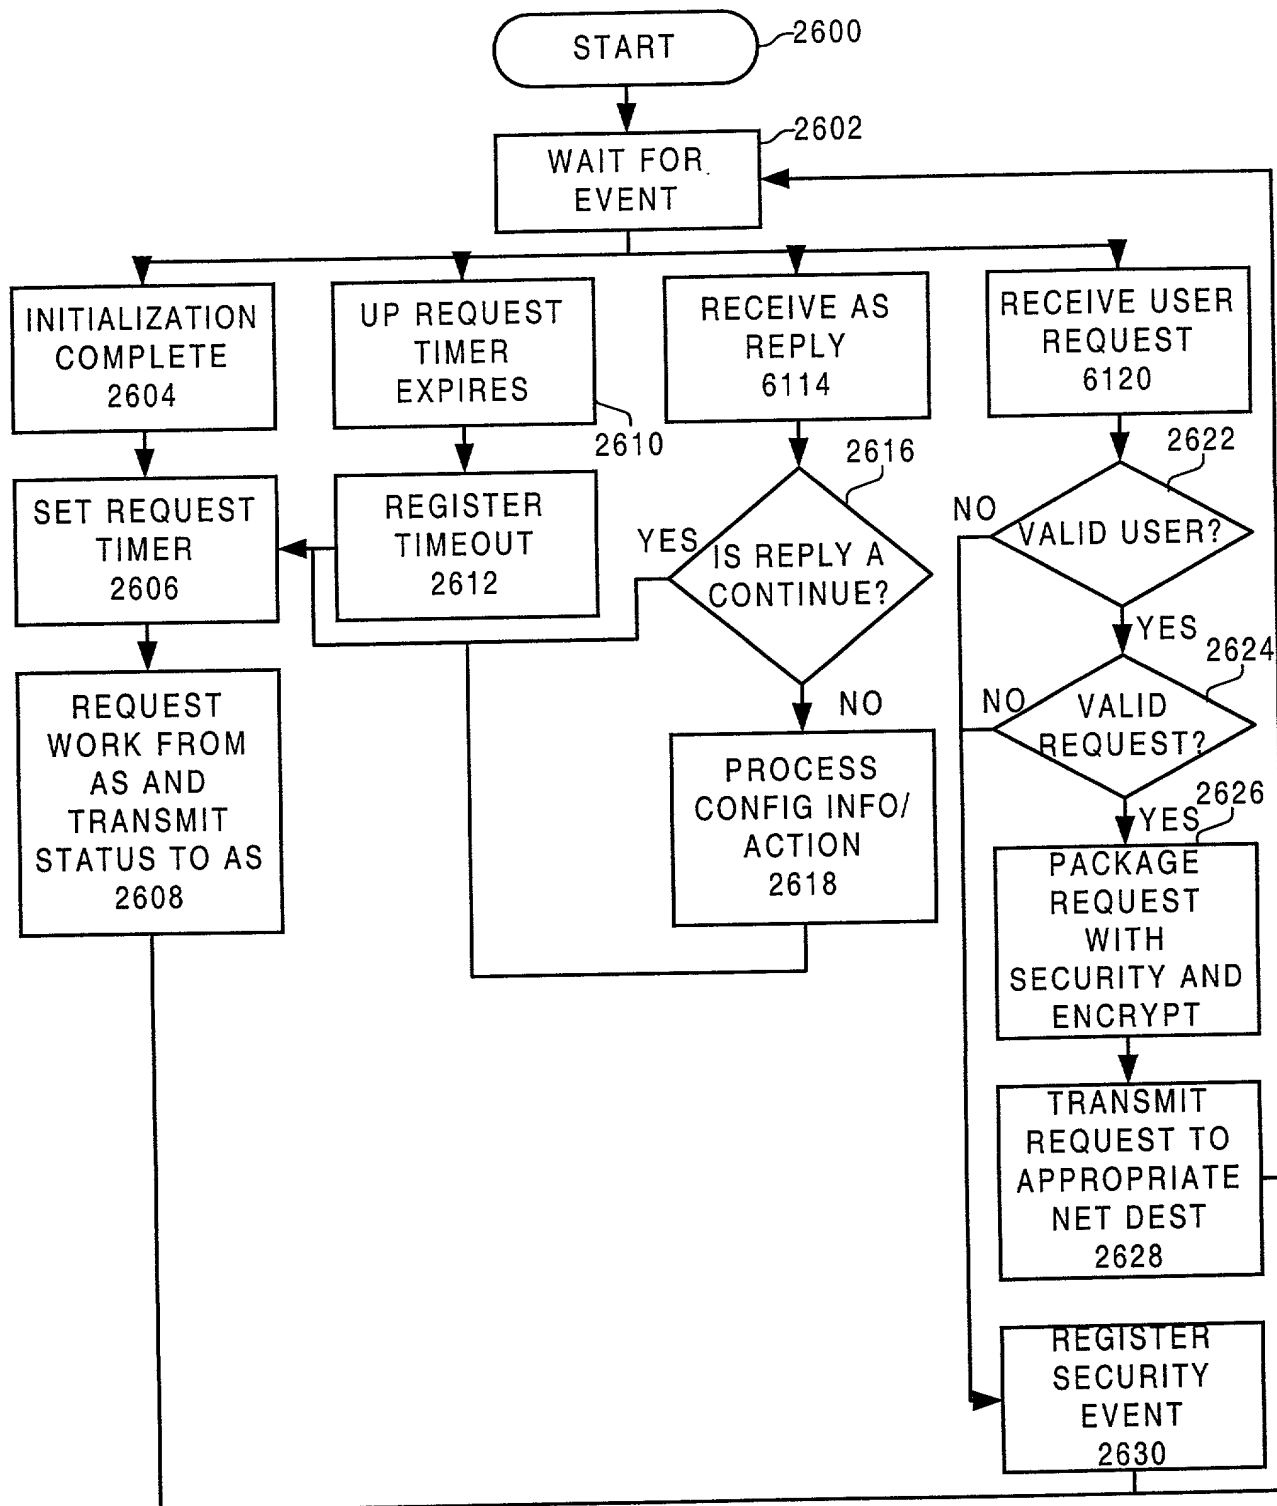 START
2600
WAIT FOR
EVENT
2602
INITIALIZATION
COMPLETE
2604
UP REQUEST
TIMER
EXPIRES
2610
RECEIVE AS
REPLY
6114
RECEIVE USER
REQUEST
6120
SET REQUEST
TIMER
2606
REGISTER
TIMEOUT
2612
2616
YES
IS REPLY A
CONTINUE?
NO
2622
NO
VALID USER?
YES
2624
NO
VALID
REQUEST?
YES
2626
REQUEST
WORK FROM
AS AND
TRANSMIT
STATUS TO AS
2608
PROCESS
CONFIG INFO/
ACTION
2618
PACKAGE
REQUEST
WITH
SECURITY AND
ENCRYPT
TRANSMIT
REQUEST TO
APPROPRIATE
NET DEST
2628
REGISTER
SECURITY
EVENT
2630